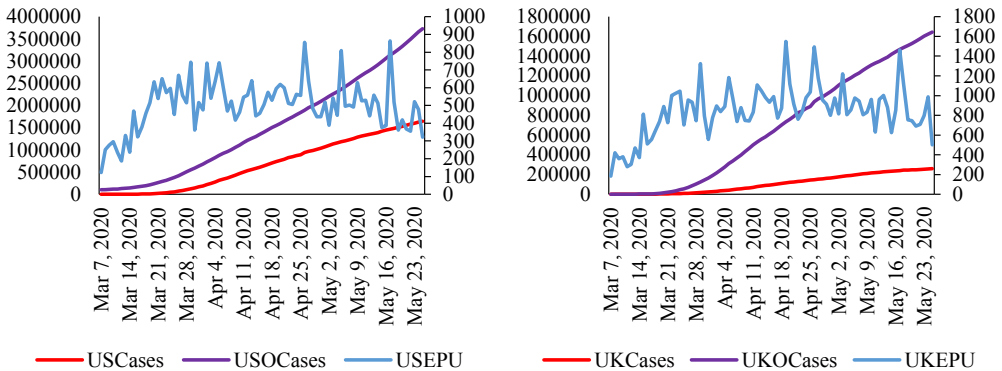 4000000
3500000
3000000
2500000
2000000
1500000
1000000
500000
0
1000
900
800
700
600
500
400
300
200
100
0
Mar 7, 2020
Mar 14, 2020
Mar 21, 2020
Mar 28, 2020
Apr 4, 2020
Apr 11, 2020
Apr 18, 2020
Apr 25, 2020
May 2, 2020
May 9, 2020
May 16, 2020
May 23, 2020
USCases USOCases USEPU
1800000
1600000
1400000
1200000
1000000
800000
600000
400000
200000
0
1800
1600
1400
1200
1000
800
600
400
200
0
Mar 7, 2020
Mar 14, 2020
Mar 21, 2020
Mar 28, 2020
Apr 4, 2020
Apr 11, 2020
Apr 18, 2020
Apr 25, 2020
May 2, 2020
May 9, 2020
May 16, 2020
May 23, 2020
UKCases UKOCases UKEPU